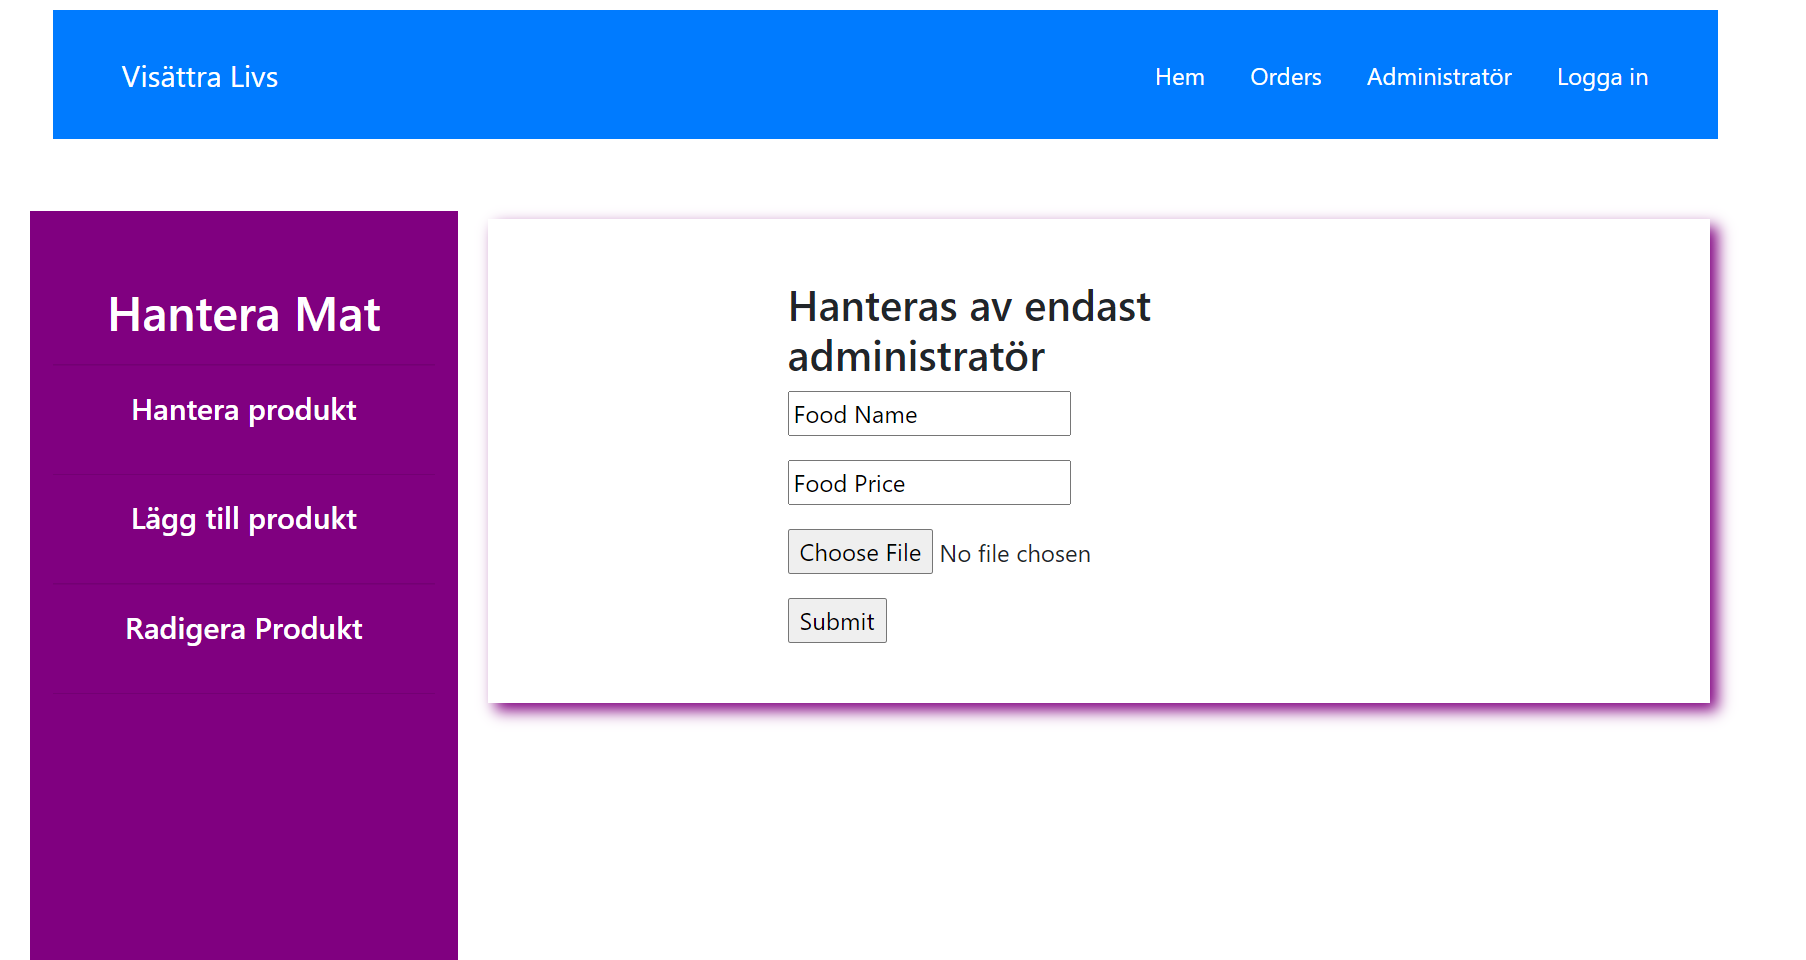 Visättra Livs
Hem Orders Administratör Logga in
Hantera Mat
Hantera produkt
Lägg till produkt
Radigera Produkt
Hanteras av endast
administratör
Food Name
Food Price
Choose File No file chosen
Submit